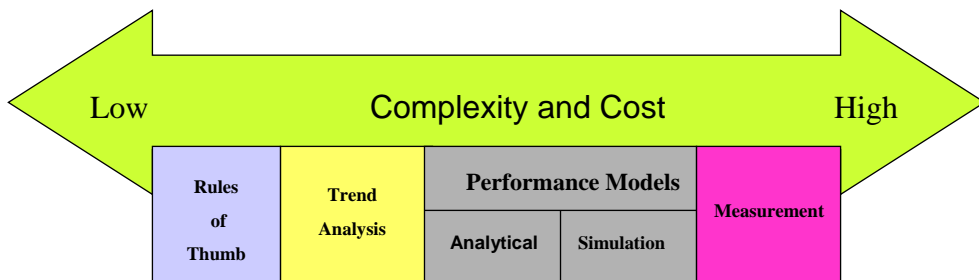 Low Complexity and Cost High
Rules
of
Thumb
Trend
Analysis
Performance Models
Analytical Simulation
Measurement